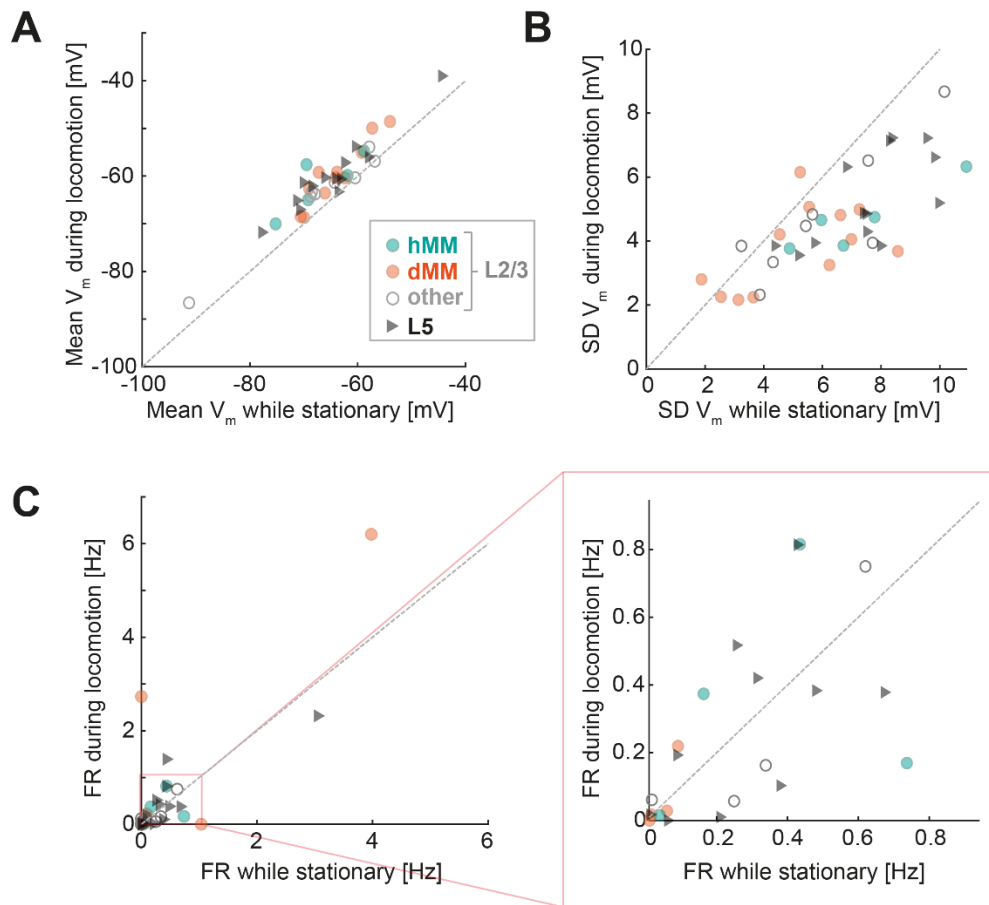 A
Mean Vm during locomotion [mV]
-40
-60
-80
-100
-100
-80
-60
-40
Mean Vm while stationary [mV]
hMM
dMM
other
L2/3
L5
B
SD Vm during locomotion [mV]
10
8
6
4
2
0
0
2
4
6
8
10
SD Vm while stationary [mV]
C
FR during locomotion [Hz]
6
4
2
0
0
2
4
6
FR while stationary [Hz]
FR during locomotion [Hz]
0.8
0.6
0.4
0.2
0
0
0.2
0.4
0.6
0.8
FR while stationary [Hz]